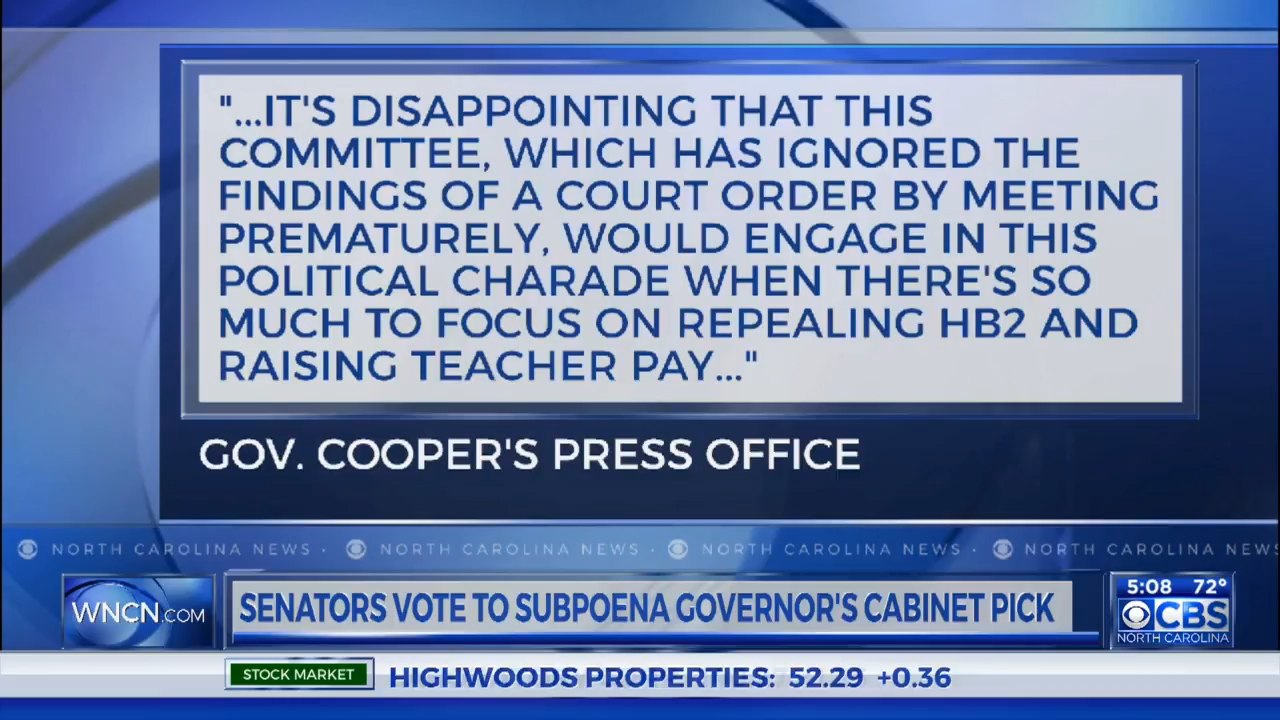 "...IT'S DISAPPOINTING THAT THIS
COMMITTEE, WHICH HAS IGNORED THE
FINDINGS OF A COURT ORDER BY MEETING
PREMATURELY, WOULD ENGAGE IN THIS
POLITICAL CHARADE WHEN THERE'S SO
MUCH TO FOCUS ON REPEALING HB2 AND
RAISING TEACHER PAY..."
GOV. COOPER'S PRESS OFFICE
NORTH CAROLINA NEWS · NORTH CAROLINA NEWS · NORTH CAROLINA NEWS · NORTH CAROLINA NEWS
WNCN.COM
SENATORS VOTE TO SUBPOENA GOVERNOR'S CABINET PICK
5:08 72°
CBS
NORTH CAROLINA
STOCK MARKET HIGHWOODS PROPERTIES: 52.29 +0.36